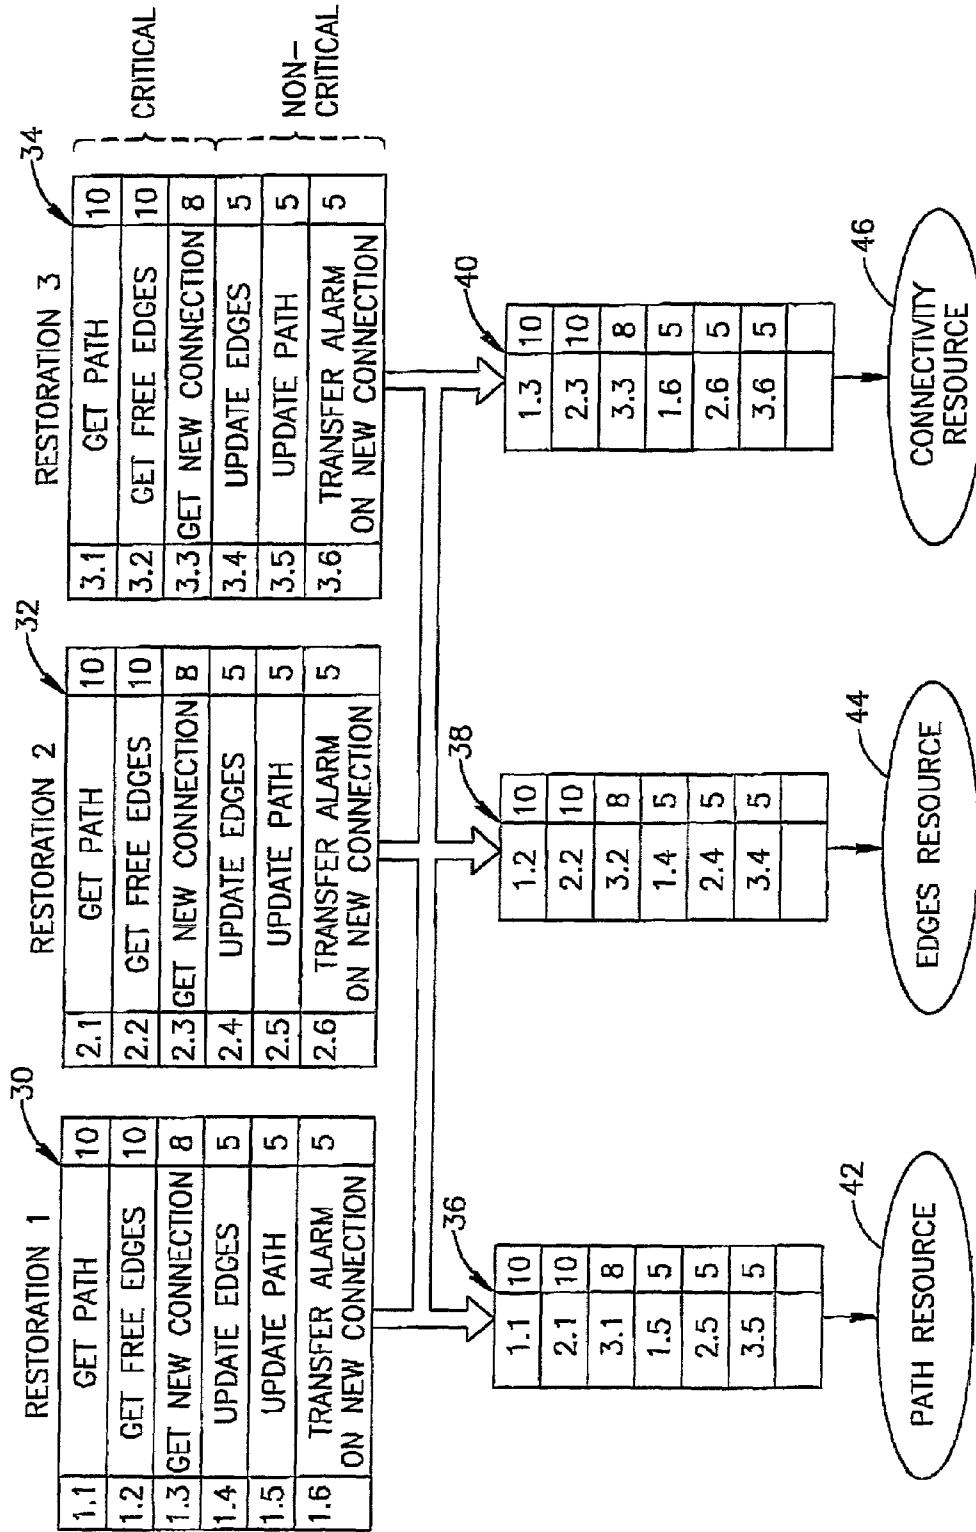 RESTORATION 1
30
1.1 GET PATH 10
1.2 GET FREE EDGES 10
1.3 GET NEW CONNECTION 8
1.4 UPDATE EDGES 5
1.5 UPDATE PATH 5
1.6 TRANSFER ALARM 5
ON NEW CONNECTION
RESTORATION 2
32
2.1 GET PATH 10
2.2 GET FREE EDGES 10
2.3 GET NEW CONNECTION 8
2.4 UPDATE EDGES 5
2.5 UPDATE PATH 5
2.6 TRANSFER ALARM 5
ON NEW CONNECTION
RESTORATION 3
34
3.1 GET PATH 10
3.2 GET FREE EDGES 10
3.3 GET NEW CONNECTION 8
3.4 UPDATE EDGES 5
3.5 UPDATE PATH 5
3.6 TRANSFER ALARM 5
ON NEW CONNECTION
CRITICAL
NON-
CRITICAL
36
1.1 10
2.1 10
3.1 8
1.5 5
2.5 5
3.5 5
38
1.2 10
2.2 10
3.2 8
1.4 5
2.4 5
3.4 5
40
1.3 10
2.3 10
3.3 8
1.6 5
2.6 5
3.6 5
42
PATH RESOURCE
44
EDGES RESOURCE
46
CONNECTIVITY
RESOURCE